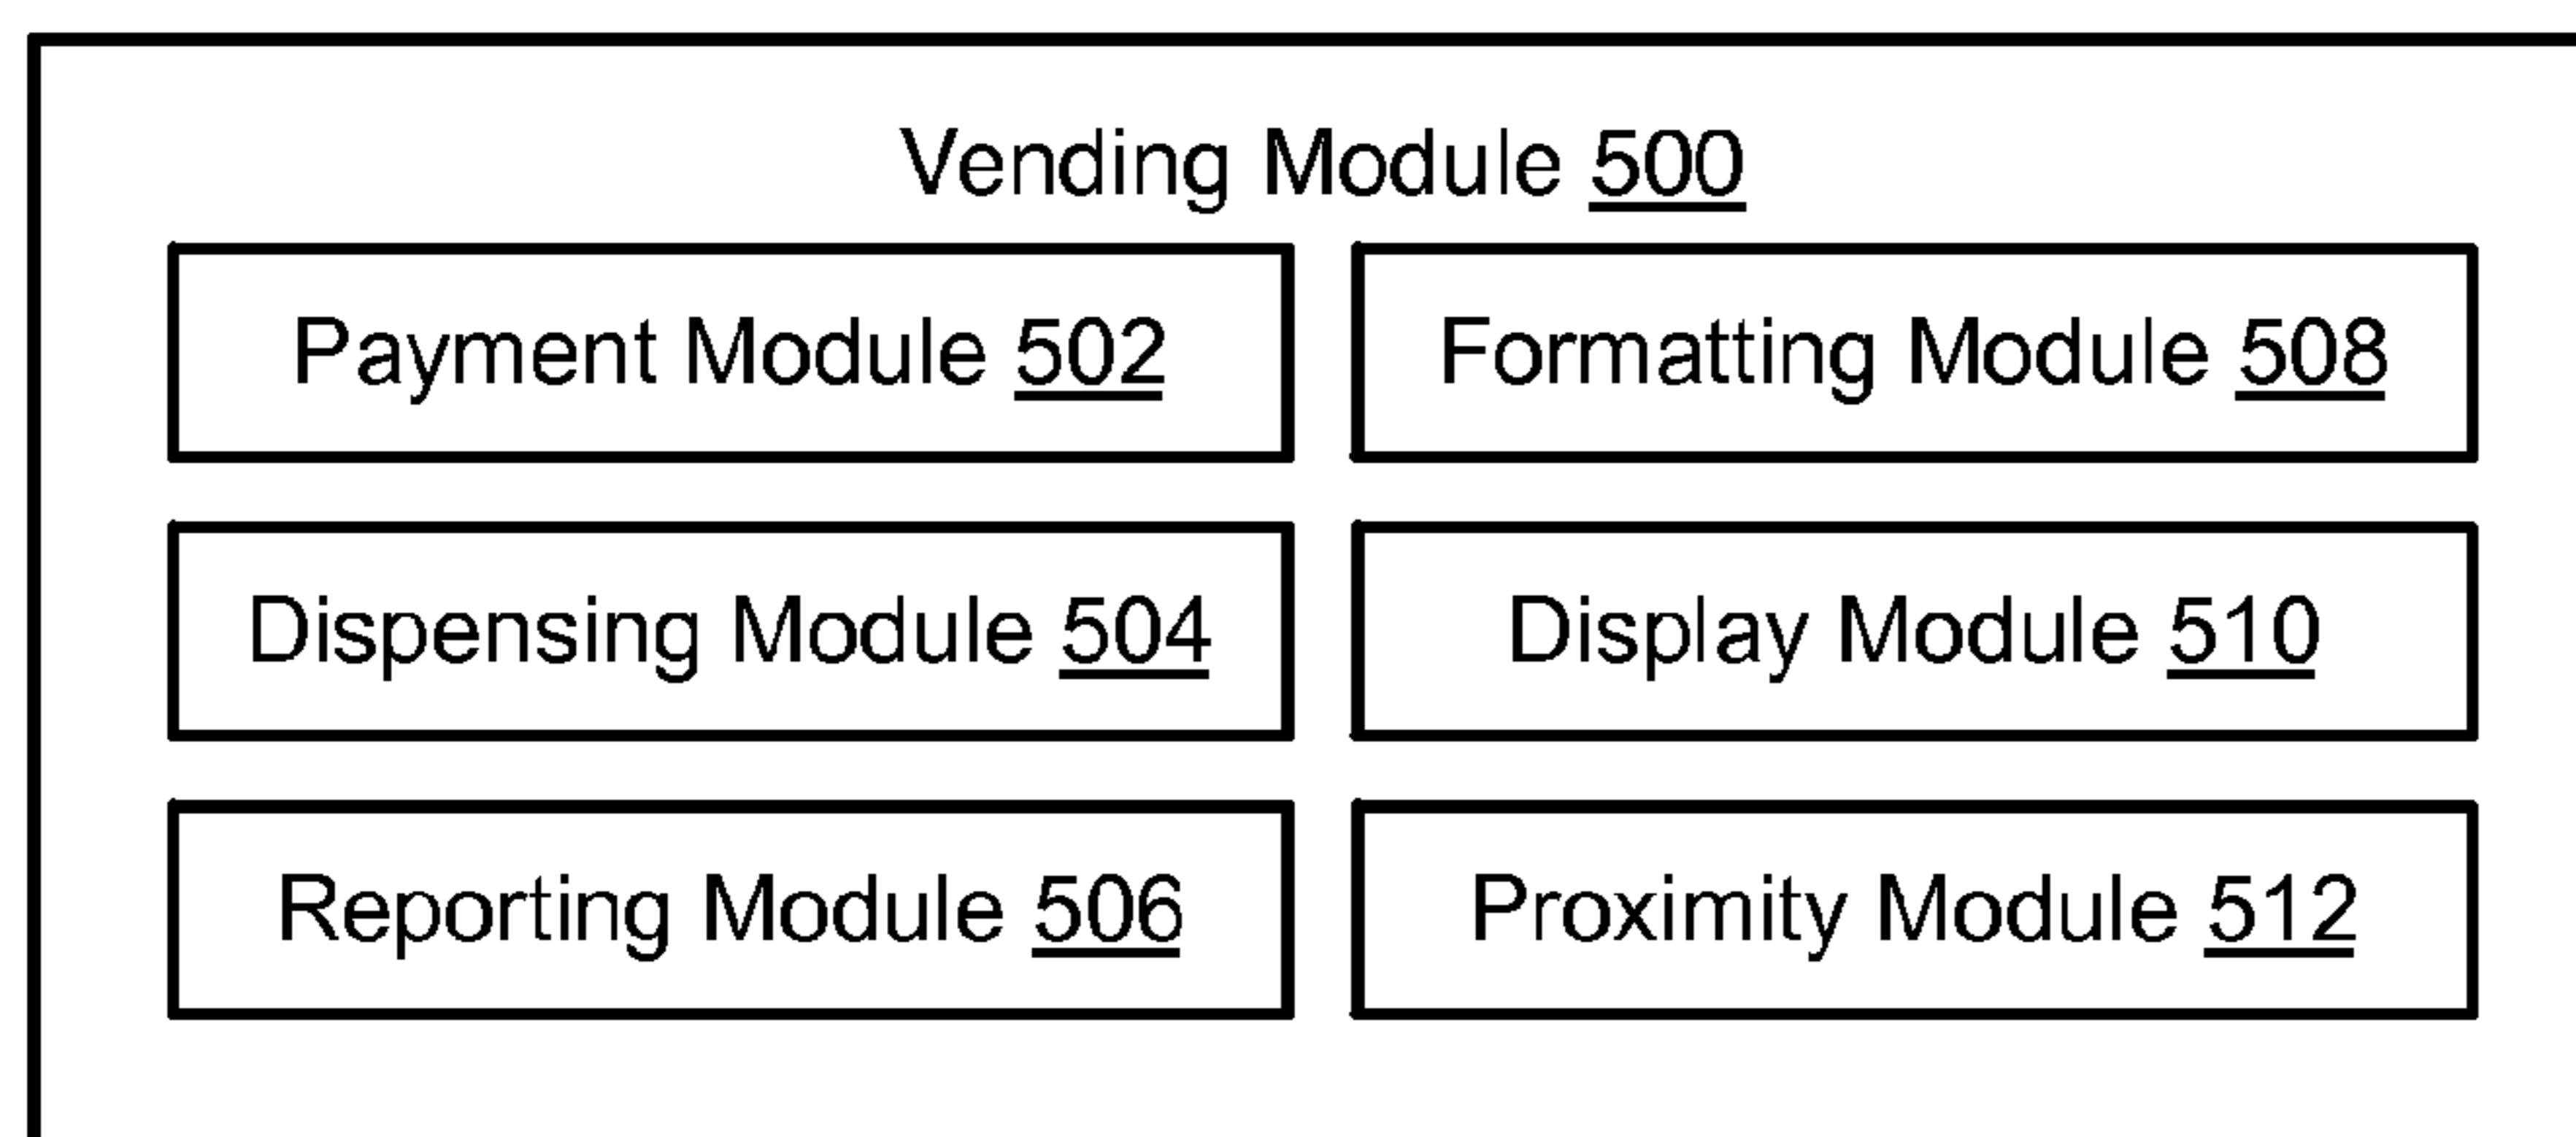 Vending Module 500
Payment Module 502
Formatting Module 508
Dispensing Module 504
Display Module 510
Reporting Module 506
Proximity Module 512